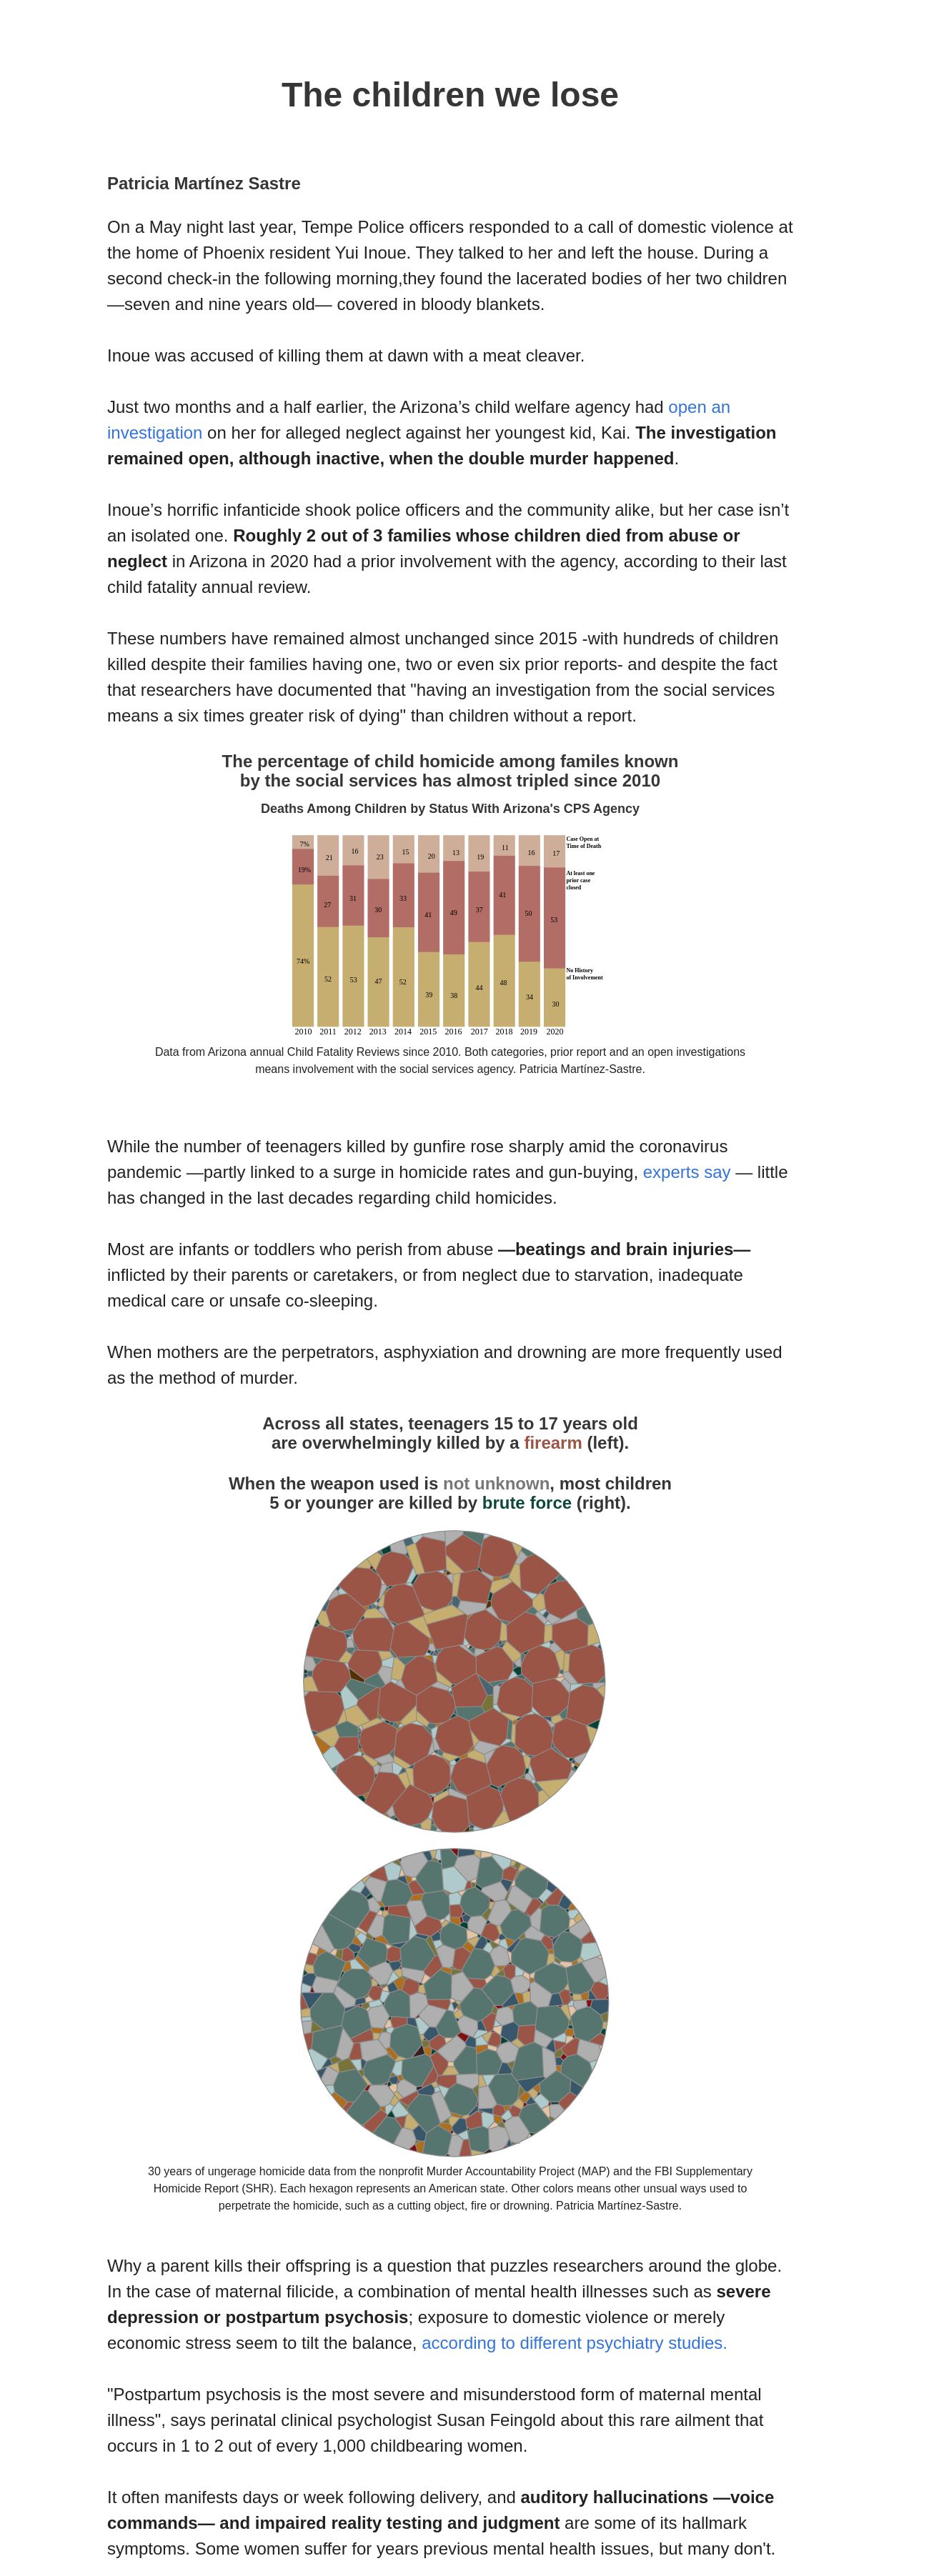 The children we lose
Patricia Martínez Sastre
On a May night last year, Tempe Police officers responded to a call of domestic violence at
the home of Phoenix resident Yui Inoue. They talked to her and left the house. During a
second check-in the following morning,they found the lacerated bodies of her two children
—seven and nine years old— covered in bloody blankets.
Inoue was accused of killing them at dawn with a meat cleaver.
Just two months and a half earlier, the Arizona’s child welfare agency had open an
investigation on her for alleged neglect against her youngest kid, Kai. The investigation
remained open, although inactive, when the double murder happened.
Inoue’s horrific infanticide shook police officers and the community alike, but her case isn’t
an isolated one. Roughly 2 out of 3 families whose children died from abuse or
neglect in Arizona in 2020 had a prior involvement with the agency, according to their last
child fatality annual review.
These numbers have remained almost unchanged since 2015 -with hundreds of children
killed despite their families having one, two or even six prior reports- and despite the fact
that researchers have documented that "having an investigation from the social services
means a six times greater risk of dying" than children without a report.
The percentage of child homicide among familes known
by the social services has almost tripled since 2010
Deaths Among Children by Status With Arizona's CPS Agency
7% 21 16 23 15 20 13 19 11 16 17
Case Open at
Time of Death
19% 27 31 30 33 41 49 37 41 50 53
At least one
prior case
closed
74% 52 53 47 52 39 38 44 48 34 30
No History
of Involvement
2010 2011 2012 2013 2014 2015 2016 2017 2018 2019 2020
Data from Arizona annual Child Fatality Reviews since 2010. Both categories, prior report and an open investigations
means involvement with the social services agency. Patricia Martínez-Sastre.
While the number of teenagers killed by gunfire rose sharply amid the coronavirus
pandemic —partly linked to a surge in homicide rates and gun-buying, experts say — little
has changed in the last decades regarding child homicides.
Most are infants or toddlers who perish from abuse —beatings and brain injuries—
inflicted by their parents or caretakers, or from neglect due to starvation, inadequate
medical care or unsafe co-sleeping.
When mothers are the perpetrators, asphyxiation and drowning are more frequently used
as the method of murder.
Across all states, teenagers 15 to 17 years old
are overwhelmingly killed by a firearm (left).
When the weapon used is not unknown, most children
5 or younger are killed by brute force (right).
30 years of ungerage homicide data from the nonprofit Murder Accountability Project (MAP) and the FBI Supplementary
Homicide Report (SHR). Each hexagon represents an American state. Other colors means other unsual ways used to
perpetrate the homicide, such as a cutting object, fire or drowning. Patricia Martínez-Sastre.
Why a parent kills their offspring is a question that puzzles researchers around the globe.
In the case of maternal filicide, a combination of mental health illnesses such as severe
depression or postpartum psychosis; exposure to domestic violence or merely
economic stress seem to tilt the balance, according to different psychiatry studies.
"Postpartum psychosis is the most severe and misunderstood form of maternal mental
illness", says perinatal clinical psychologist Susan Feingold about this rare ailment that
occurs in 1 to 2 out of every 1,000 childbearing women.
It often manifests days or week following delivery, and auditory hallucinations —voice
commands— and impaired reality testing and judgment are some of its hallmark
symptoms. Some women suffer for years previous mental health issues, but many don't.